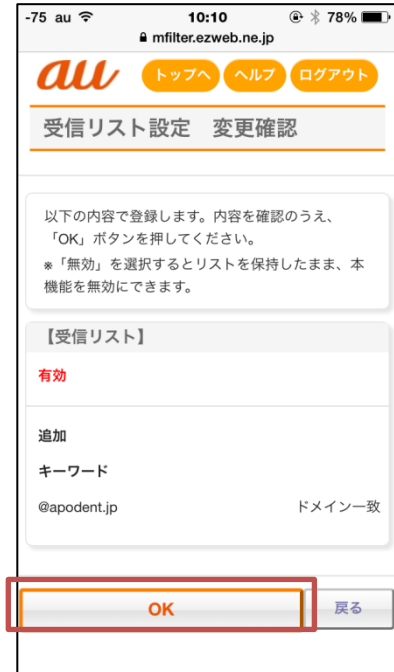 -75 au 10:10 78%
mfilter.ezweb.ne.jp
au トップへ ヘルプ ログアウト
受信リスト設定　変更確認
以下の内容で登録します。内容を確認のうえ、
「OK」ボタンを押してください。
※「無効」を選択するとリストを保持したまま、本
機能を無効にできます。
【受信リスト】
有効
追加
キーワード
@apodent.jp ドメイン一致
OK 戻る